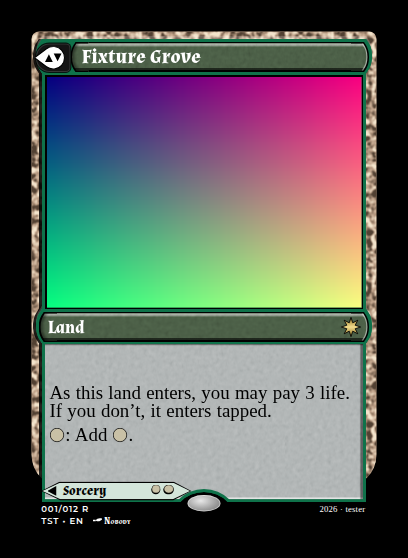 Fixture Grove
Land
As this land enters, you may pay 3 life.
If you don’t, it enters tapped.
: Add .
Sorcery
001/012 R
2026 · tester
TST • EN Nobody